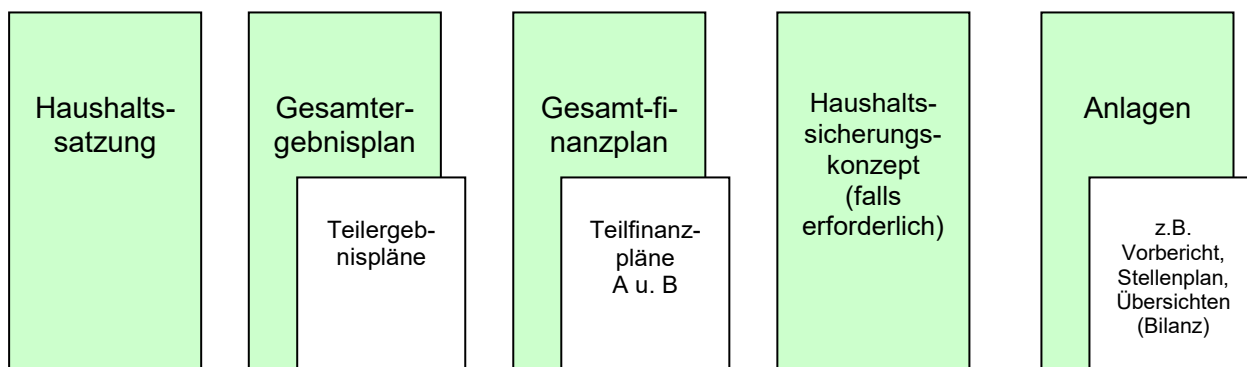 Haushalts-
satzung
Gesamter-
gebnisplan
Teilergeb-
nispläne
Gesamt-fi-
nanzplan
Teilfinanz-
pläne
A u. B
Haushalts-
sicherungs-
konzept
(falls
erforderlich)
Anlagen
z.B.
Vorbericht,
Stellenplan,
Übersichten
(Bilanz)